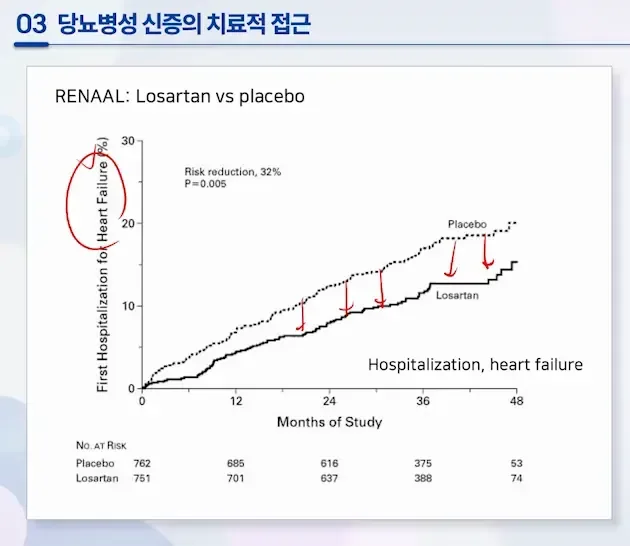 03 당뇨병성 신증의 치료적 접근
RENAAL: Losartan vs placebo
First Hospitalization for Heart Failure (%)
30
20
10
0
Risk reduction, 32%
P=0.005
Placebo
Losartan
Hospitalization, heart failure
0 12 24 36 48
Months of Study
No. at Risk
Placebo 762 685 616 375 53
Losartan 751 701 637 388 74